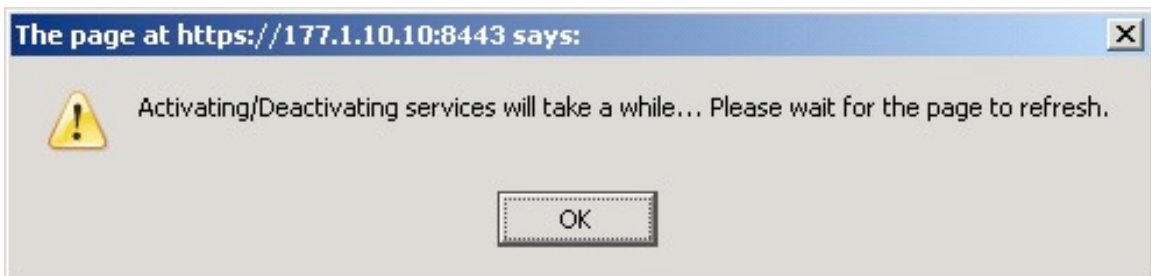 The page at https://177.1.10.10:8443 says:
Activating/Deactivating services will take a while... Please wait for the page to refresh.
OK